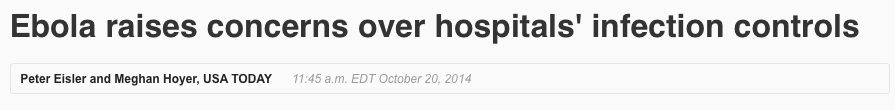 Ebola raises concerns over hospitals' infection controls
Peter Eisler and Meghan Hoyer, USA TODAY 11:45 a.m. EDT October 20, 2014